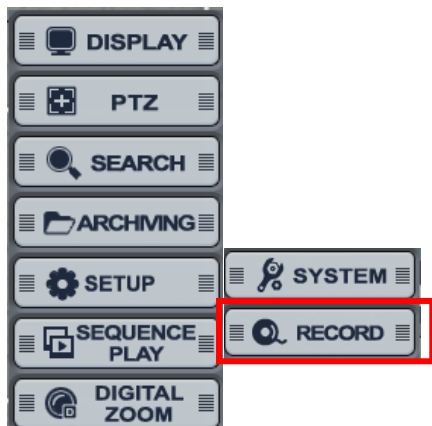 DISPLAY
PTZ
SEARCH
ARCHIVING
SETUP
SYSTEM
SEQUENCE
PLAY
RECORD
DIGITAL
ZOOM